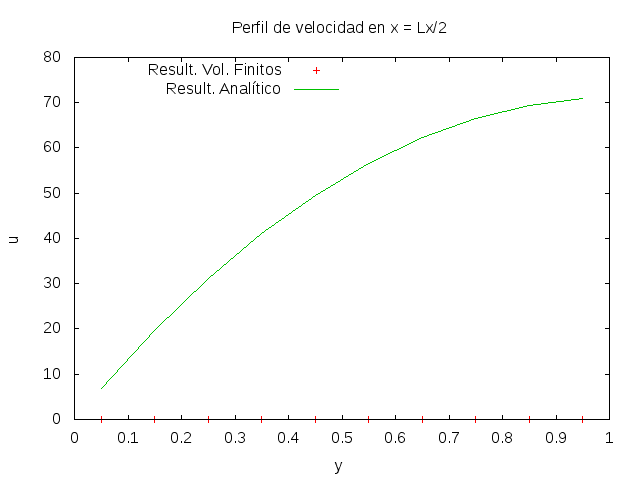 Perfil de velocidad en x = Lx/2
Result. Vol. Finitos
Result. Analítico
80
70
60
50
40
30
20
10
0
u
0 0.1 0.2 0.3 0.4 0.5 0.6 0.7 0.8 0.9 1
y